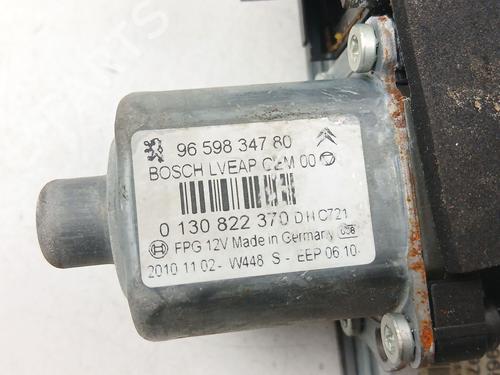 96 598 347 80
BOSCH LVEAP CEM 00
0 130 822 370 DHC721
FPG 12V Made in Germany
2010 11 02 - W448 S - EEP 06 10